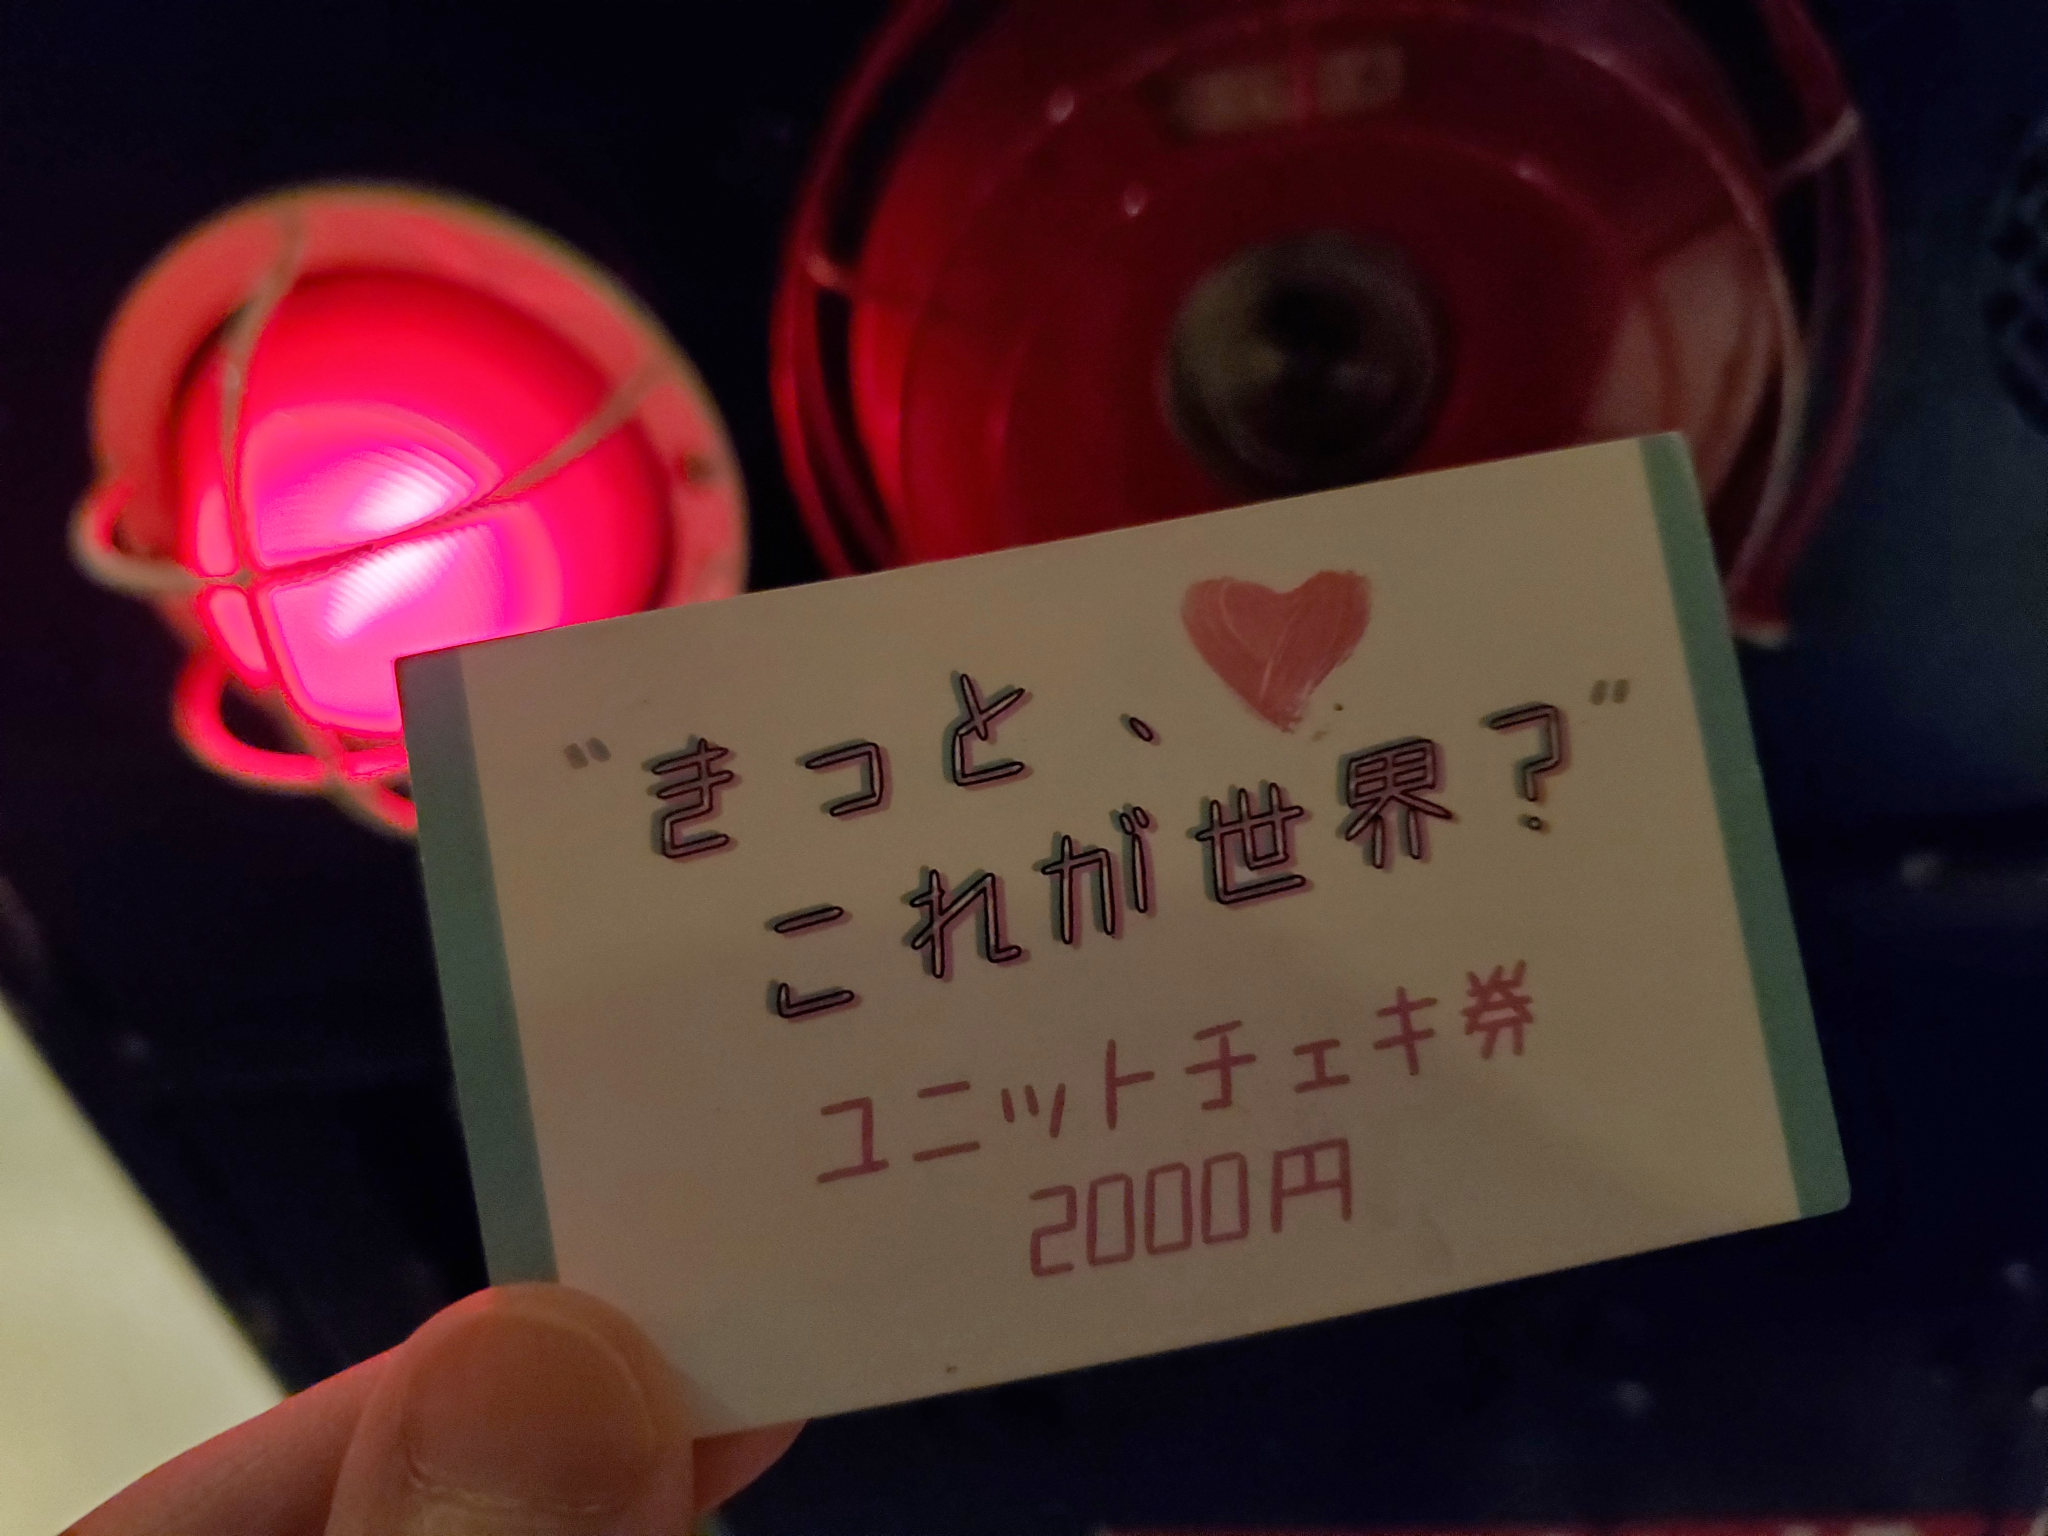 "きっと、
これが世界?"
ユニットチェキ券
2000円